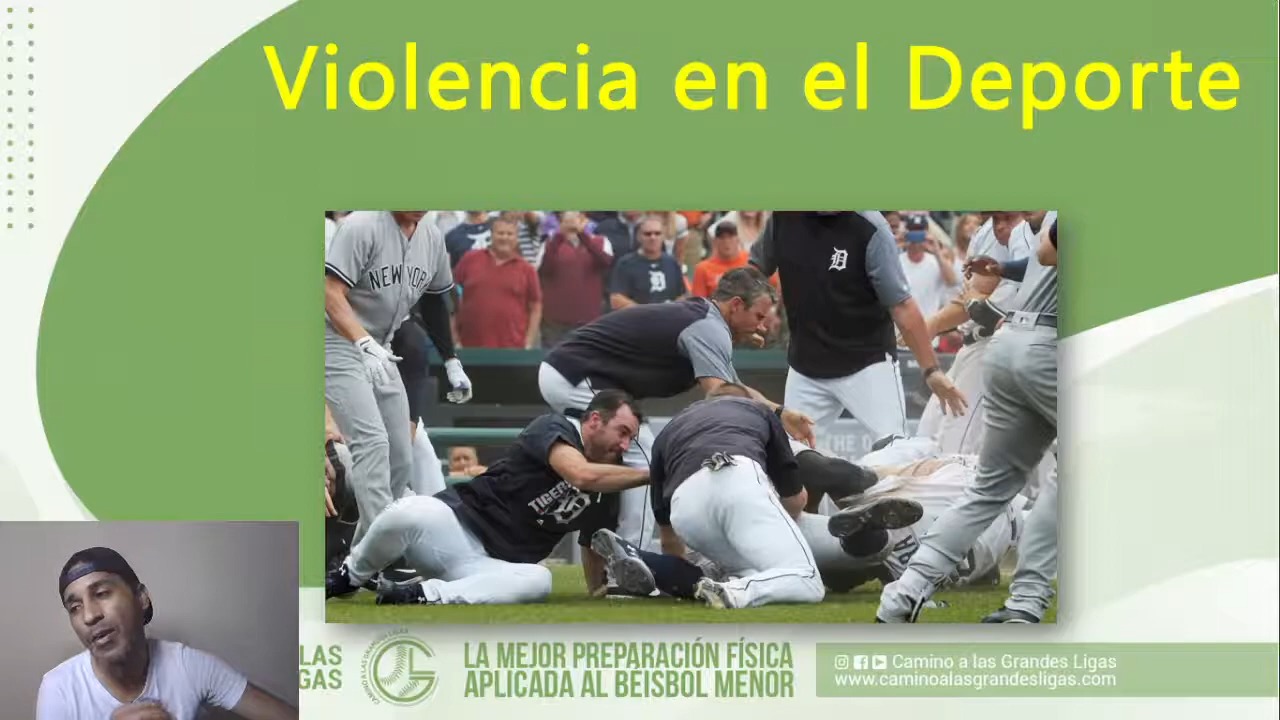 Violencia en el Deporte
NEW YORK
TIGERS
LAS
GAS
LA MEJOR PREPARACIÓN FÍSICA
APLICADA AL BEISBOL MENOR
Camino a las Grandes Ligas
www.caminoalasgrandesligas.com